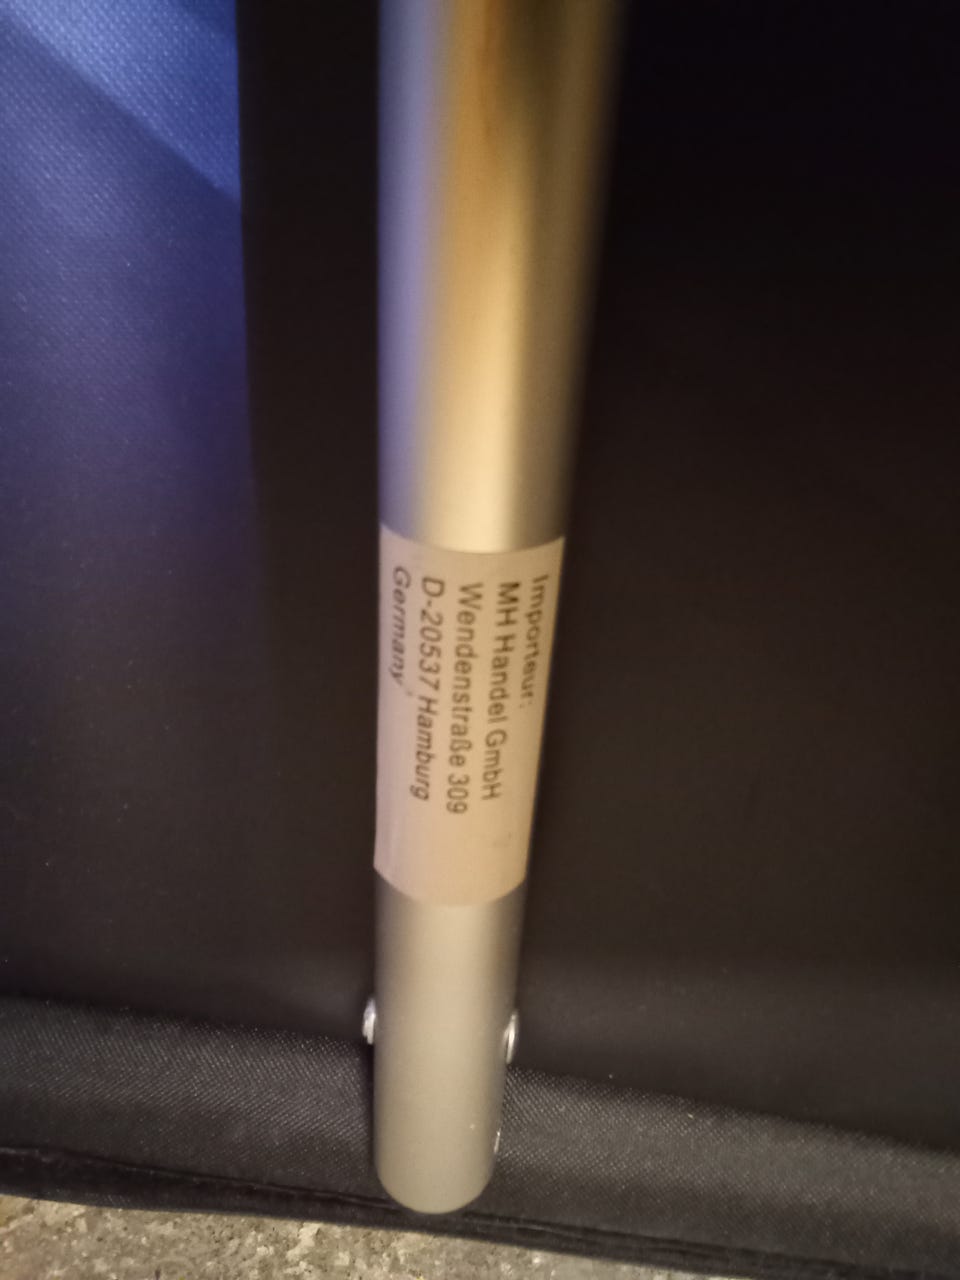 Importeur:
MH Handel GmbH
Wendenstraße 309
D-20537 Hamburg
Germany